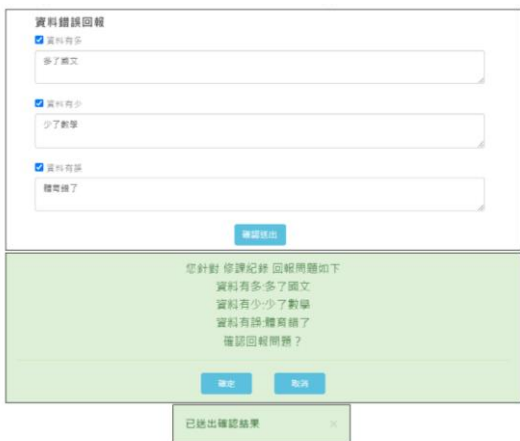 資料錯誤回報
資料有多
多了國文
資料有少
少了數學
資料有誤
體育錯了
確認送出
您針對 修課紀錄 回報問題如下
資料有多:多了國文
資料有少:少了數學
資料有誤:體育錯了
確認回報問題？
確定
取消
已送出確認結果
×